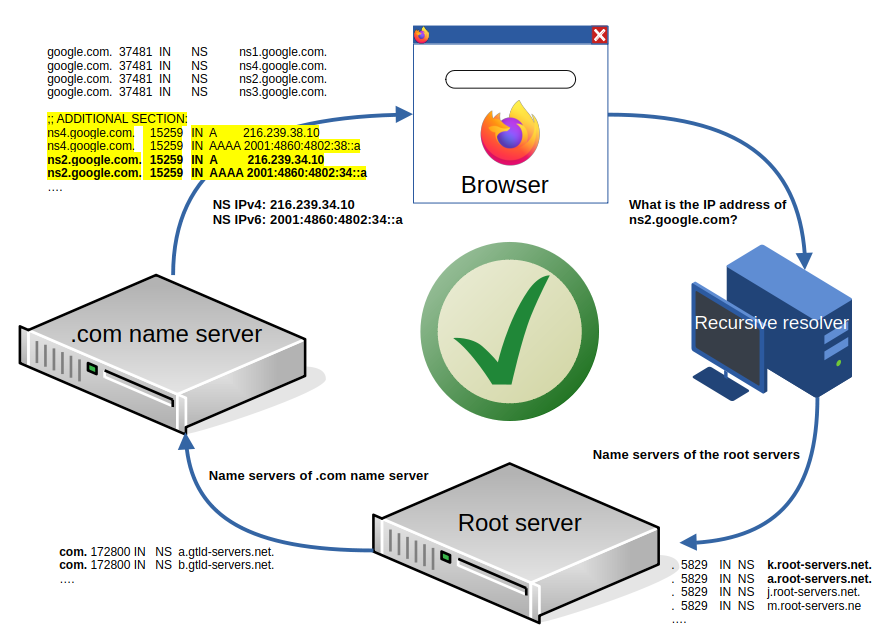 google.com. 37481 IN NS ns1.google.com.
google.com. 37481 IN NS ns4.google.com.
google.com. 37481 IN NS ns2.google.com.
google.com. 37481 IN NS ns3.google.com.
;; ADDITIONAL SECTION:
ns4.google.com. 15259 IN A 216.239.38.10
ns4.google.com. 15259 IN AAAA 2001:4860:4802:38::a
ns2.google.com. 15259 IN A 216.239.34.10
ns2.google.com. 15259 IN AAAA 2001:4860:4802:34::a
....
NS IPv4: 216.239.34.10
NS IPv6: 2001:4860:4802:34::a
Browser
What is the IP address of
ns2.google.com?
Recursive resolver
.com name server
Name servers of the root servers
Name servers of .com name server
Root server
com. 172800 IN NS a.gtld-servers.net.
com. 172800 IN NS b.gtld-servers.net.
....
. 5829 IN NS k.root-servers.net.
. 5829 IN NS a.root-servers.net.
. 5829 IN NS j.root-servers.net.
. 5829 IN NS m.root-servers.ne
....